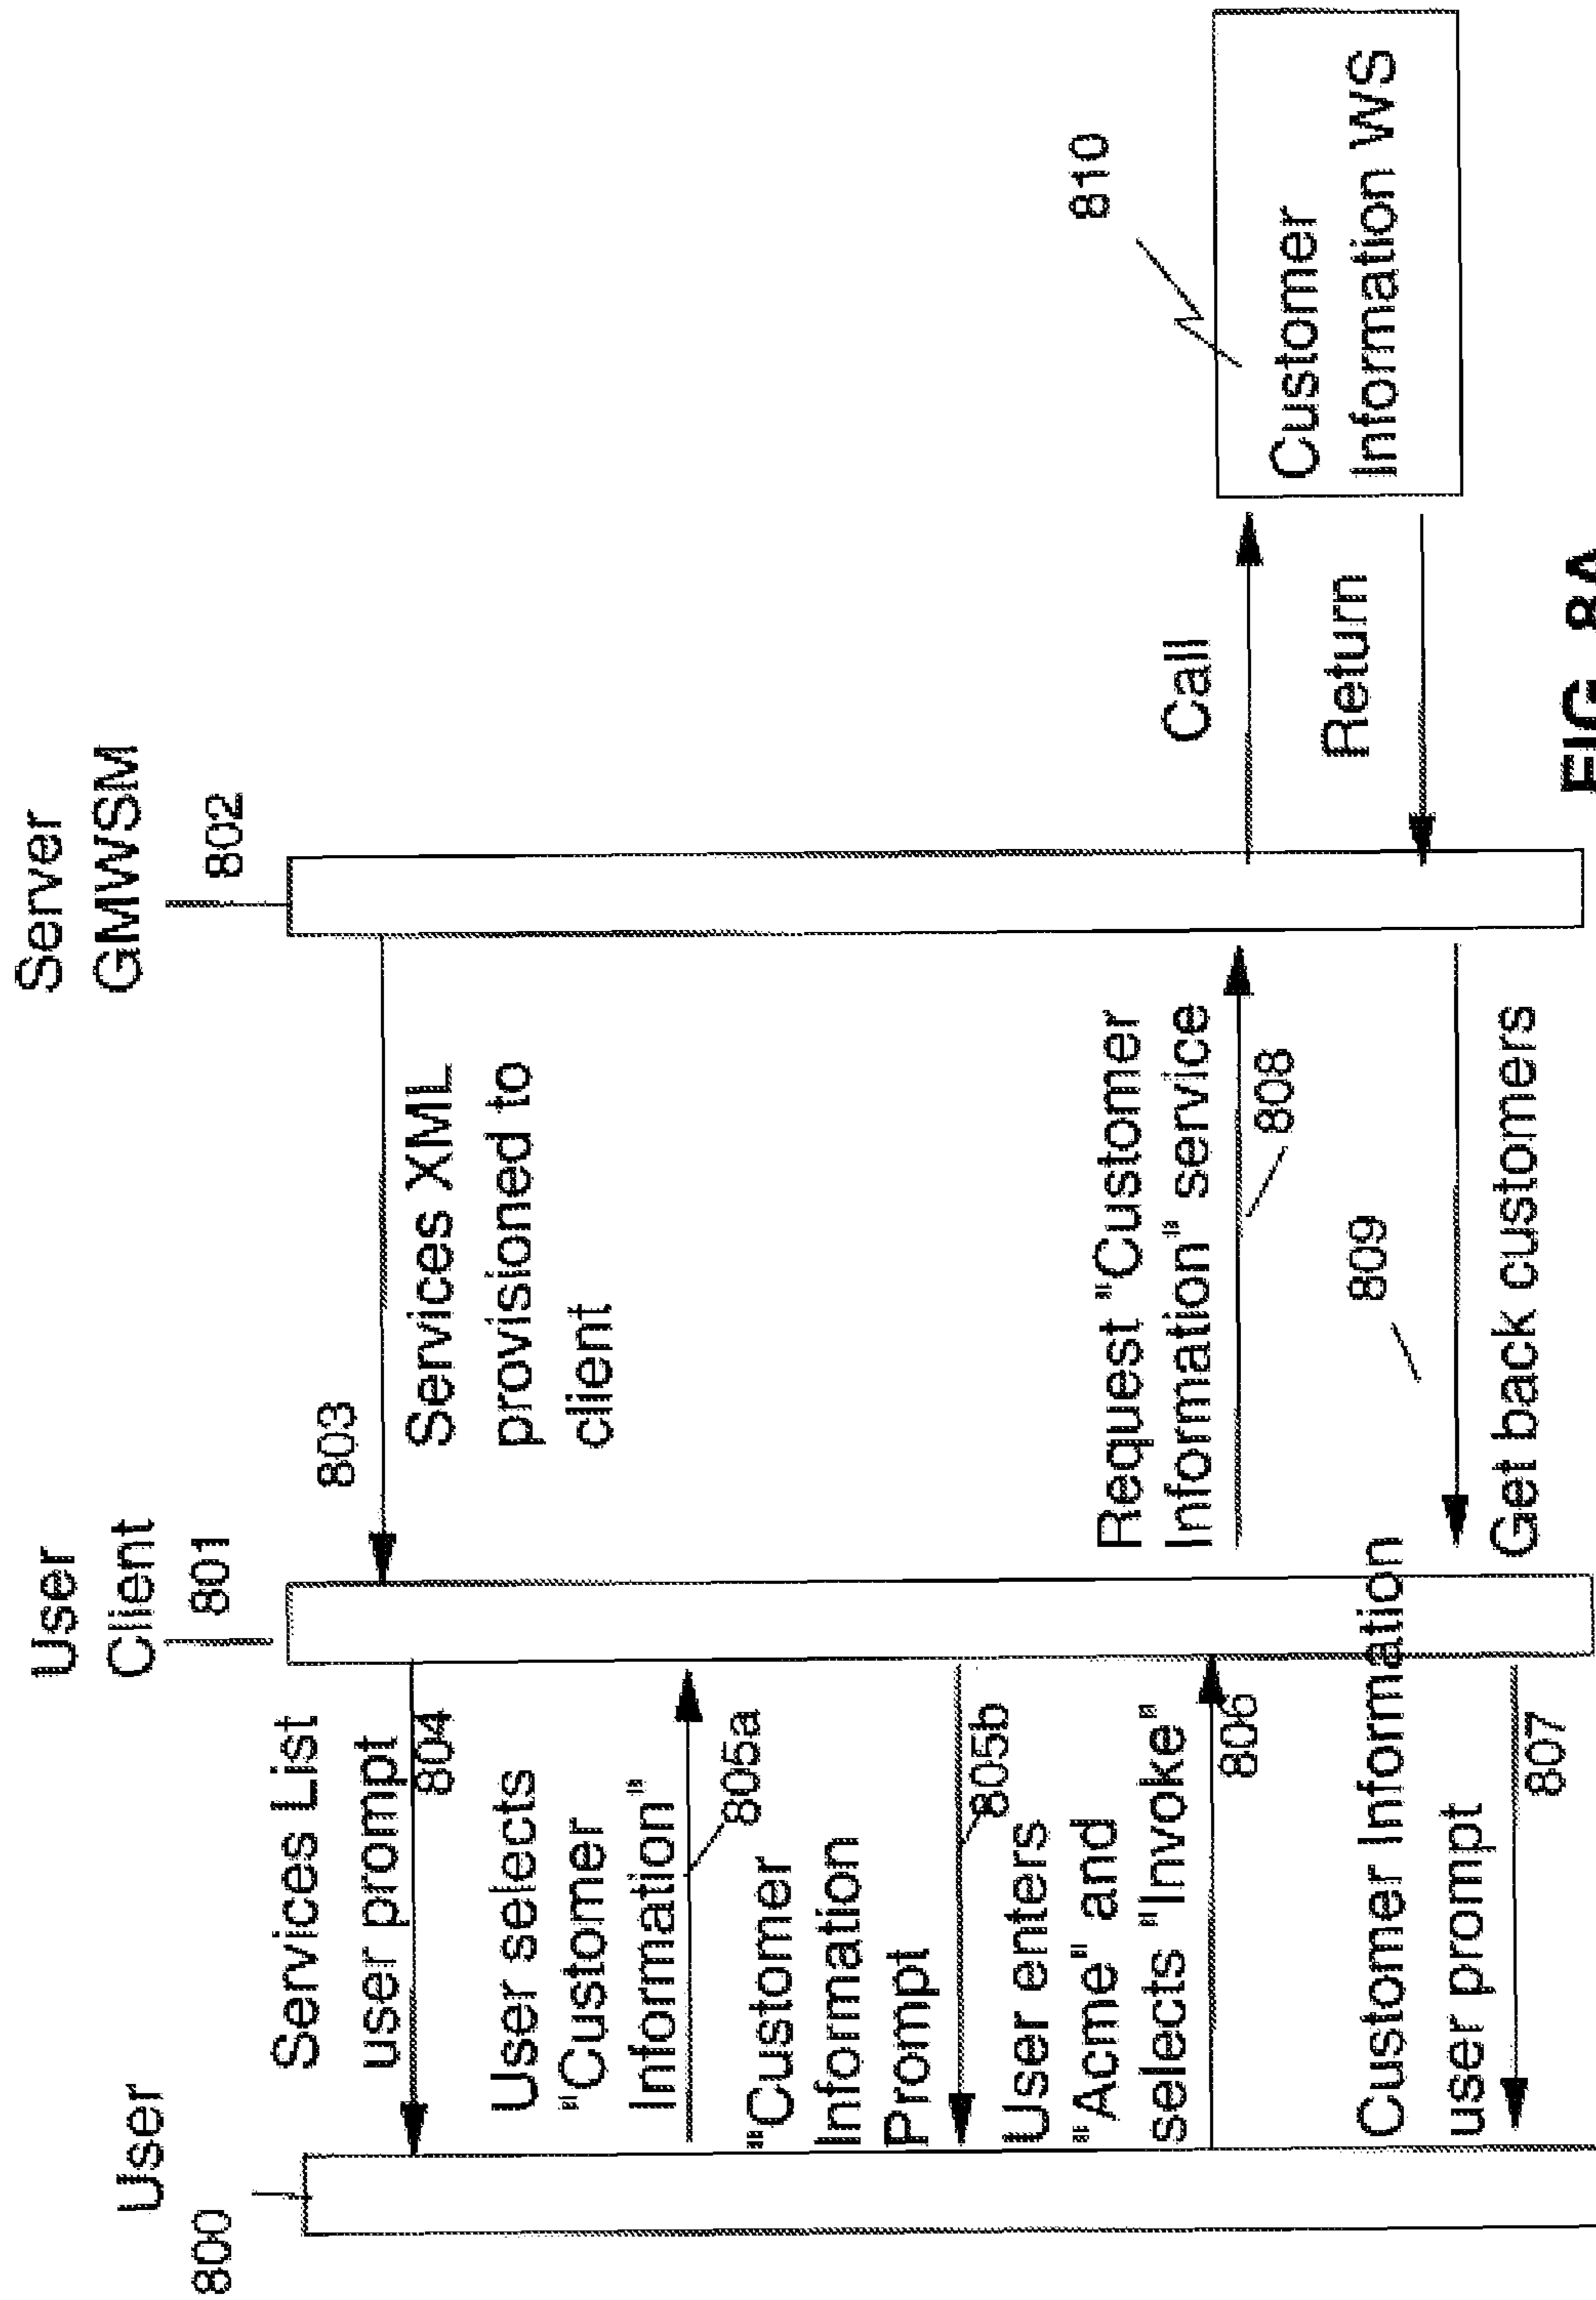 User
800
User
Client
801
Server
GMWSM
802
803
Services XML
provisioned to
client
Services List
user prompt
804
User selects
"Customer
Information"
805a
"Customer
Information
Prompt
805b
User enters
"Acme" and
selects "Invoke"
806
Request "Customer
Information" service
808
Call
810
Customer
Information WS
Return
809
Get back customers
Customer Information
user prompt
807
FIG. 8A